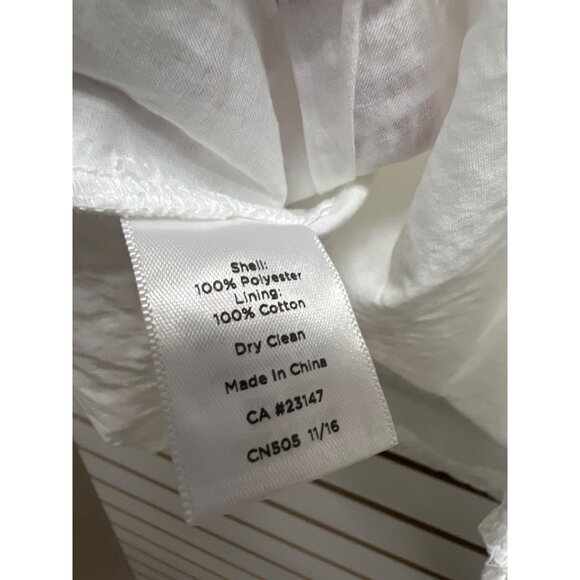 Shell:
100% Polyester
Lining:
100% Cotton
Dry Clean
Made In China
CA #23147
CN505 11/16